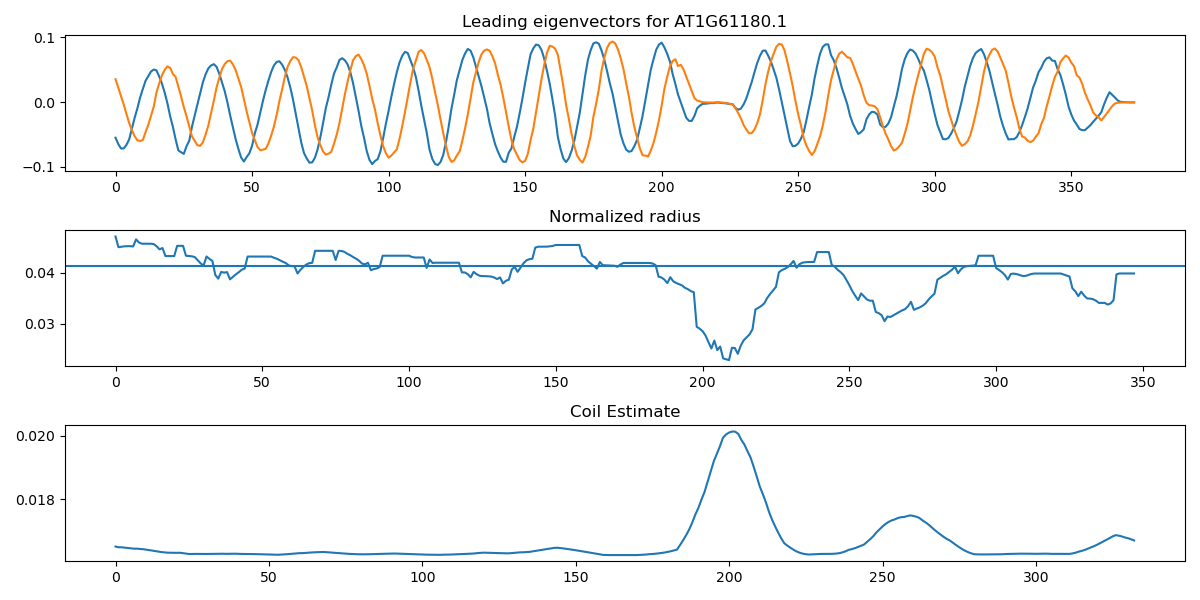 Leading eigenvectors for AT1G61180.1
0.1
0.0
−0.1
0 50 100 150 200 250 300 350
Normalized radius
0.04
0.03
0 50 100 150 200 250 300 350
Coil Estimate
0.020
0.018
0 50 100 150 200 250 300